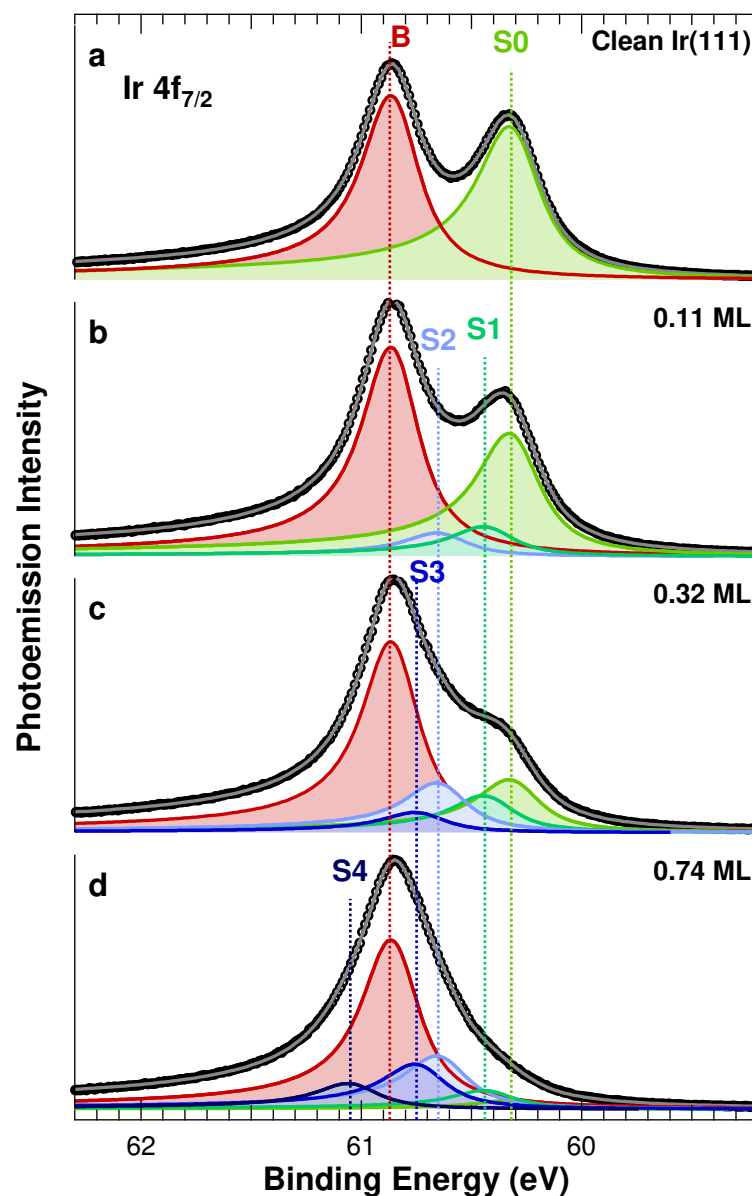 a
B
S0
Clean Ir(111)
Ir 4f7/2
b
S2
S1
0.11 ML
c
S3
0.32 ML
d
S4
0.74 ML
Photoemission Intensity
62
61
60
Binding Energy (eV)